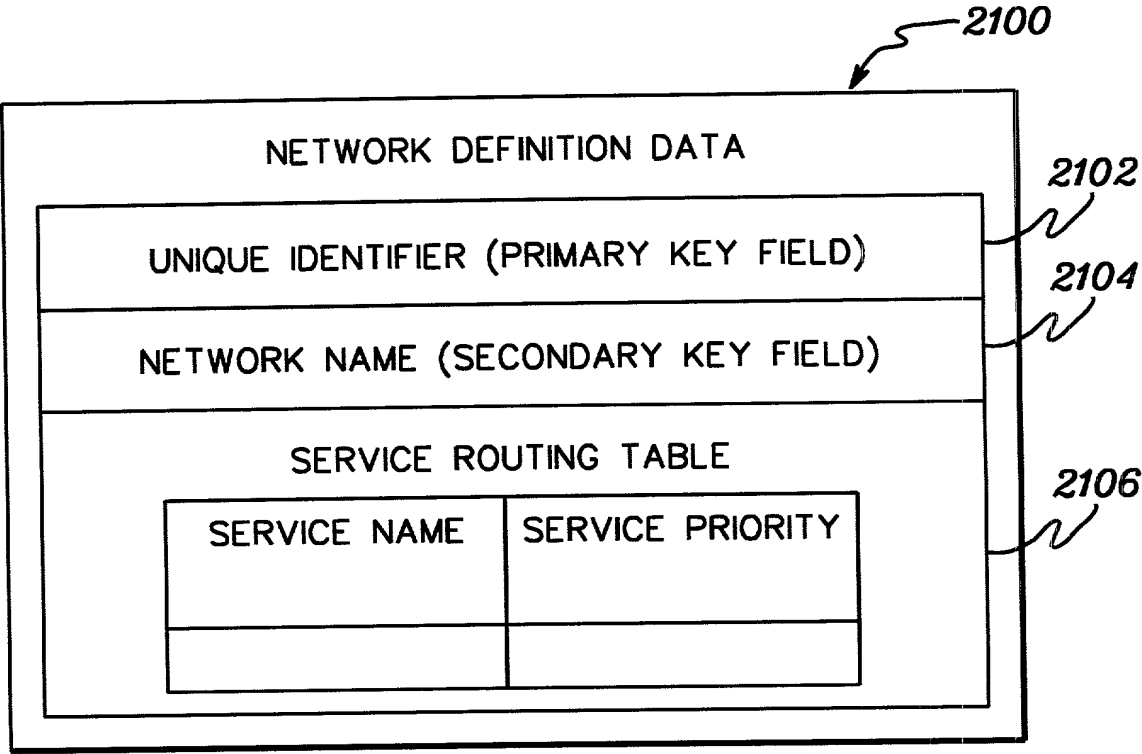 2100
NETWORK DEFINITION DATA
2102
UNIQUE IDENTIFIER (PRIMARY KEY FIELD)
2104
NETWORK NAME (SECONDARY KEY FIELD)
SERVICE ROUTING TABLE
2106
SERVICE NAME
SERVICE PRIORITY